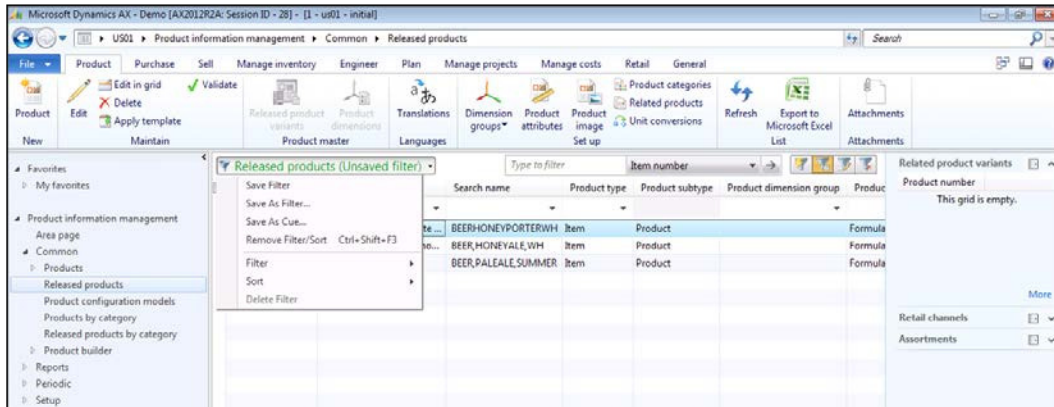 Microsoft Dynamics AX - Demo [AX2012R2A: Session ID - 28] - [1 - us01 - initial]
US01 Product information management Common Released products Search
File Product Purchase Sell Manage inventory Engineer Plan Manage projects Manage costs Retail General
Product Edit Edit in grid Validate Released product variants Product dimensions Translations Dimension groups Product attributes Product image Product categories Refresh Export to Microsoft Excel Attachments
Delete Related products
Apply template Unit conversions
New Maintain Product master Languages Set up List Attachments
Favorites
My favorites
Product information management
Area page
Common
Products
Released products
Product configuration models
Products by category
Released products by category
Product builder
Reports
Periodic
Setup
Released products (Unsaved filter) Type to filter Item number
Save Filter
Save As Filter...
Save As Cue...
Remove Filter/Sort Ctrl+Shift+F3
Filter
Sort
Delete Filter
Search name Product type Product subtype Product dimension group Produc
te ... BEERHONEYPORTERWH Item Product Formula
BEER,HONEYALE,WH Item Product Formula
BEER,PALEALE,SUMMER Item Product Formula
Related product variants
Product number
This grid is empty.
More
Retail channels
Assortments